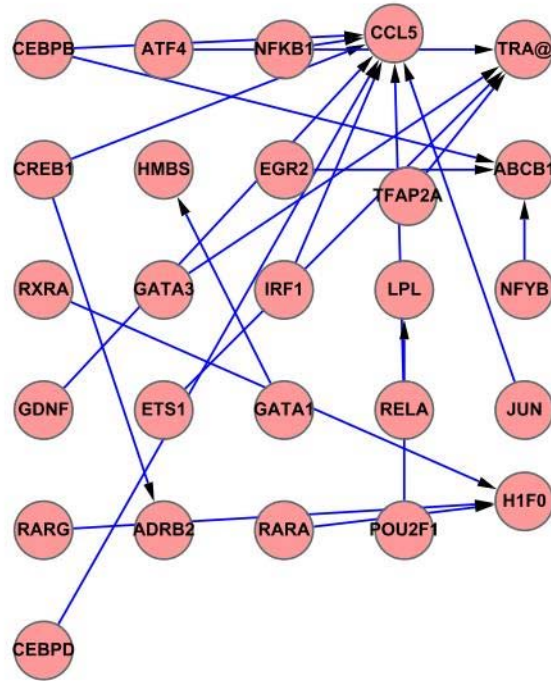 CEBPB ATF4 NFKB1 CCL5 TRA@
CREB1 HMBS EGR2 TFAP2A ABCB1
RXRA GATA3 IRF1 LPL NFYB
GDNF ETS1 GATA1 RELA JUN
RARG ADRB2 RARA POU2F1 H1F0
CEBPD